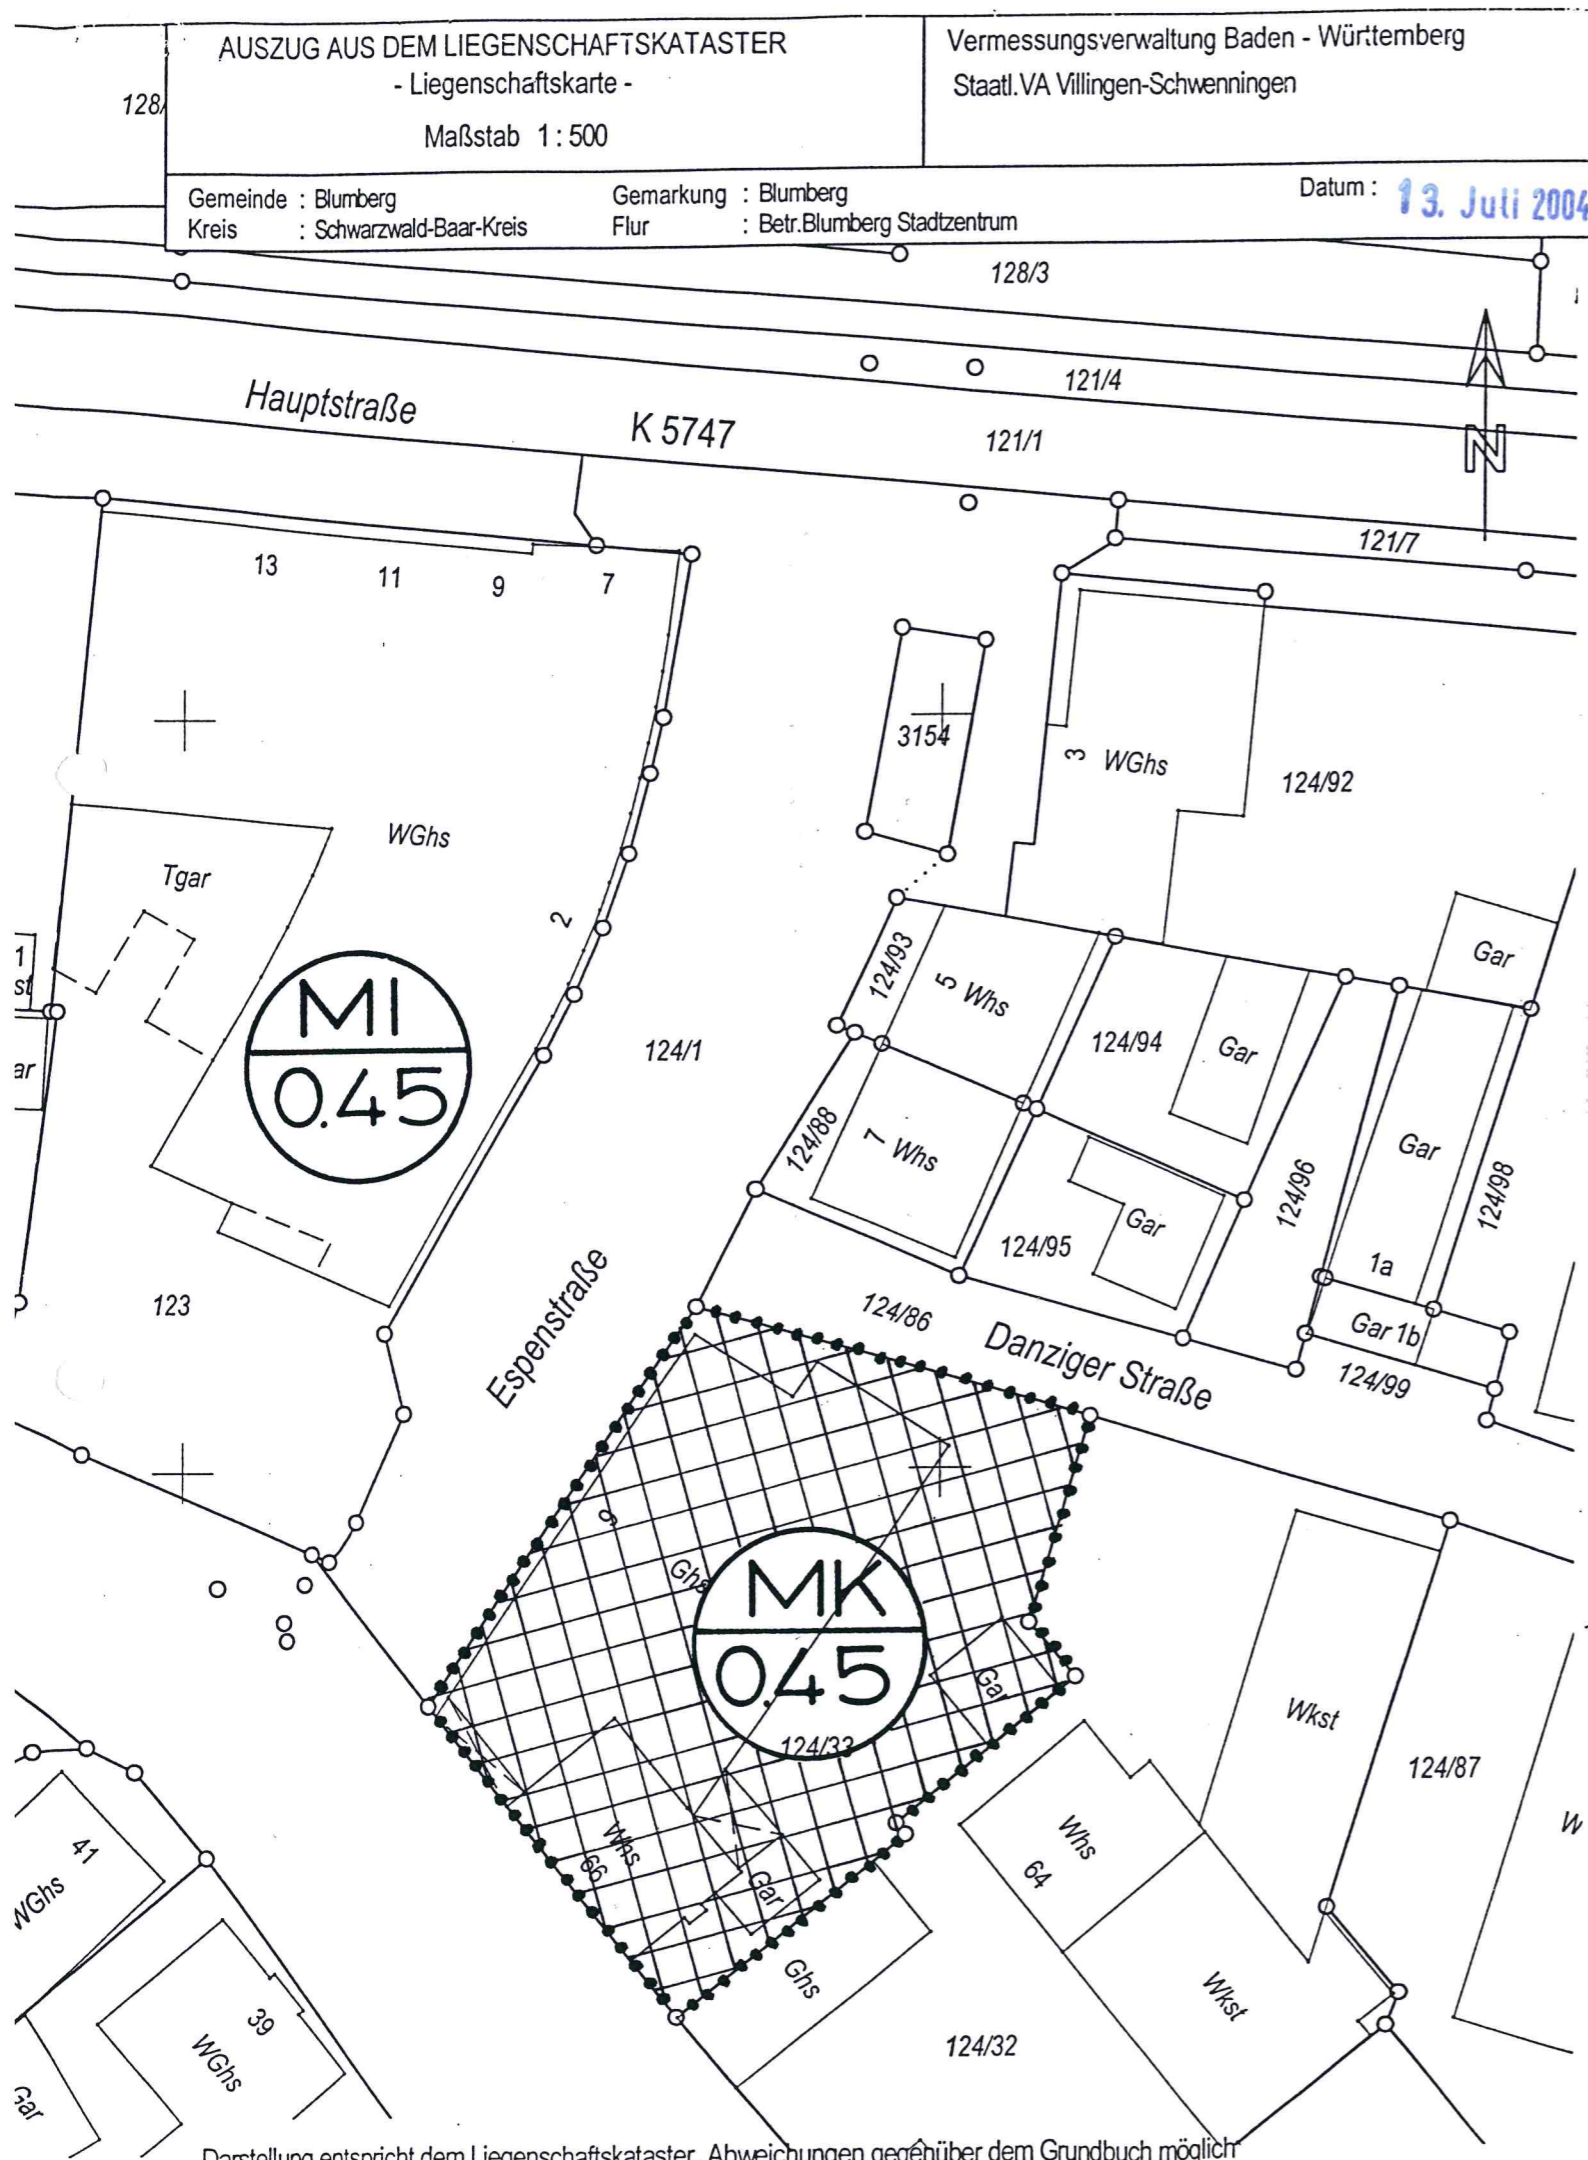 AUSZUG AUS DEM LIEGENSCHAFTSKATASTER
- Liegenschaftskarte -
Maßstab 1 : 500
Vermessungsverwaltung Baden - Württemberg
Staatl.VA Villingen-Schwenningen
Gemeinde : Blumberg
Kreis : Schwarzwald-Baar-Kreis
Gemarkung : Blumberg
Flur : Betr.Blumberg Stadtzentrum
Datum : 13. Juli 2004
128/
128/3
121/4
Hauptstraße
K 5747
121/1
N
121/7
13
11
9
7
3154
3 WGhs
124/92
WGhs
Tgar
2
1
st
ar
MI
0.45
124/1
124/93
5 Whs
124/94
Gar
Gar
124/88
7 Whs
124/95
Gar
124/96
Gar
124/98
1a
Gar 1b
124/99
123
Espenstraße
124/86
Danziger Straße
9
Ghs
MK
0.45
124/33
Gar
Wkst
124/87
W
Whs
66
Gar
Whs
64
41
WGhs
39
WGhs
Gar
Ghs
Wkst
124/32
Darstellung entspricht dem Liegenschaftskataster. Abweichungen gegenüber dem Grundbuch möglich